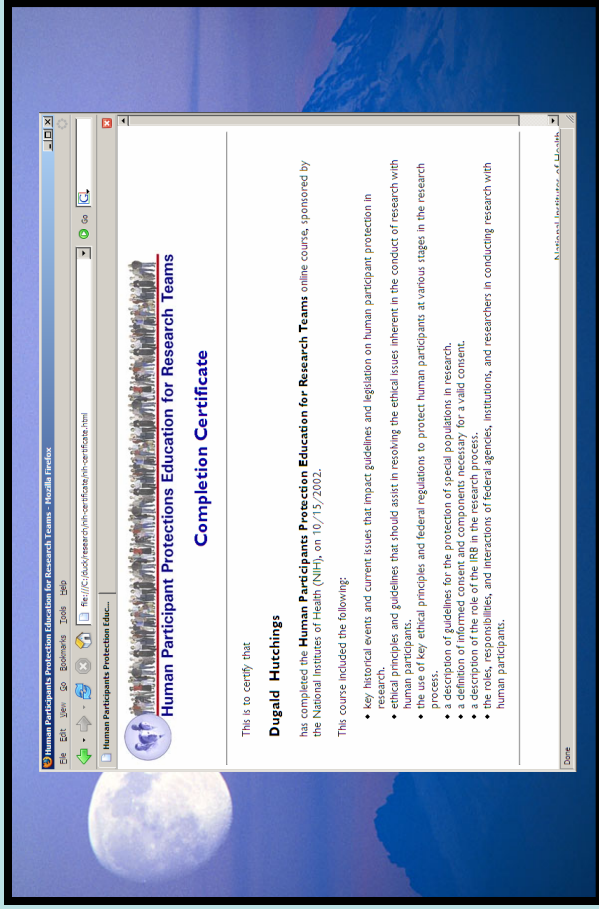 Human Participants Protection Education for Research Teams - Mozilla Firefox
File Edit View Go Bookmarks Tools Help
file:///C:/duck/research/nih-certificate/nih-certificate.html
Go
Human Participants Protection Educ...
Human Participant Protections Education for Research Teams
Completion Certificate
This is to certify that
Dugald Hutchings
has completed the Human Participants Protection Education for Research Teams online course, sponsored by
the National Institutes of Health (NIH), on 10/15/2002.
This course included the following:
• key historical events and current issues that impact guidelines and legislation on human participant protection in
research.
• ethical principles and guidelines that should assist in resolving the ethical issues inherent in the conduct of research with
human participants.
• the use of key ethical principles and federal regulations to protect human participants at various stages in the research
process.
• a description of guidelines for the protection of special populations in research.
• a definition of informed consent and components necessary for a valid consent.
• a description of the role of the IRB in the research process.
• the roles, responsibilities, and interactions of federal agencies, institutions, and researchers in conducting research with
human participants.
National Institutes of Health
Done